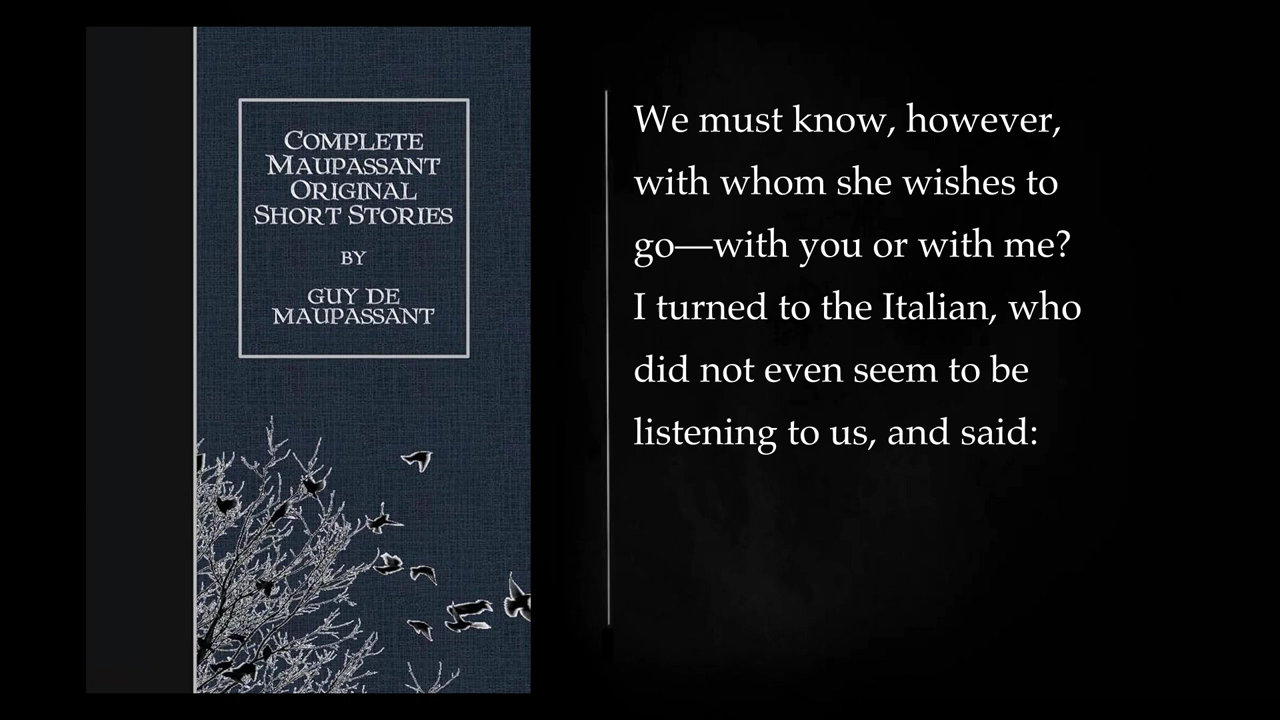 COMPLETE
MAUPASSANT
ORIGINAL
SHORT STORIES
BY
GUY DE
MAUPASSANT
We must know, however,
with whom she wishes to
go—with you or with me?
I turned to the Italian, who
did not even seem to be
listening to us, and said: